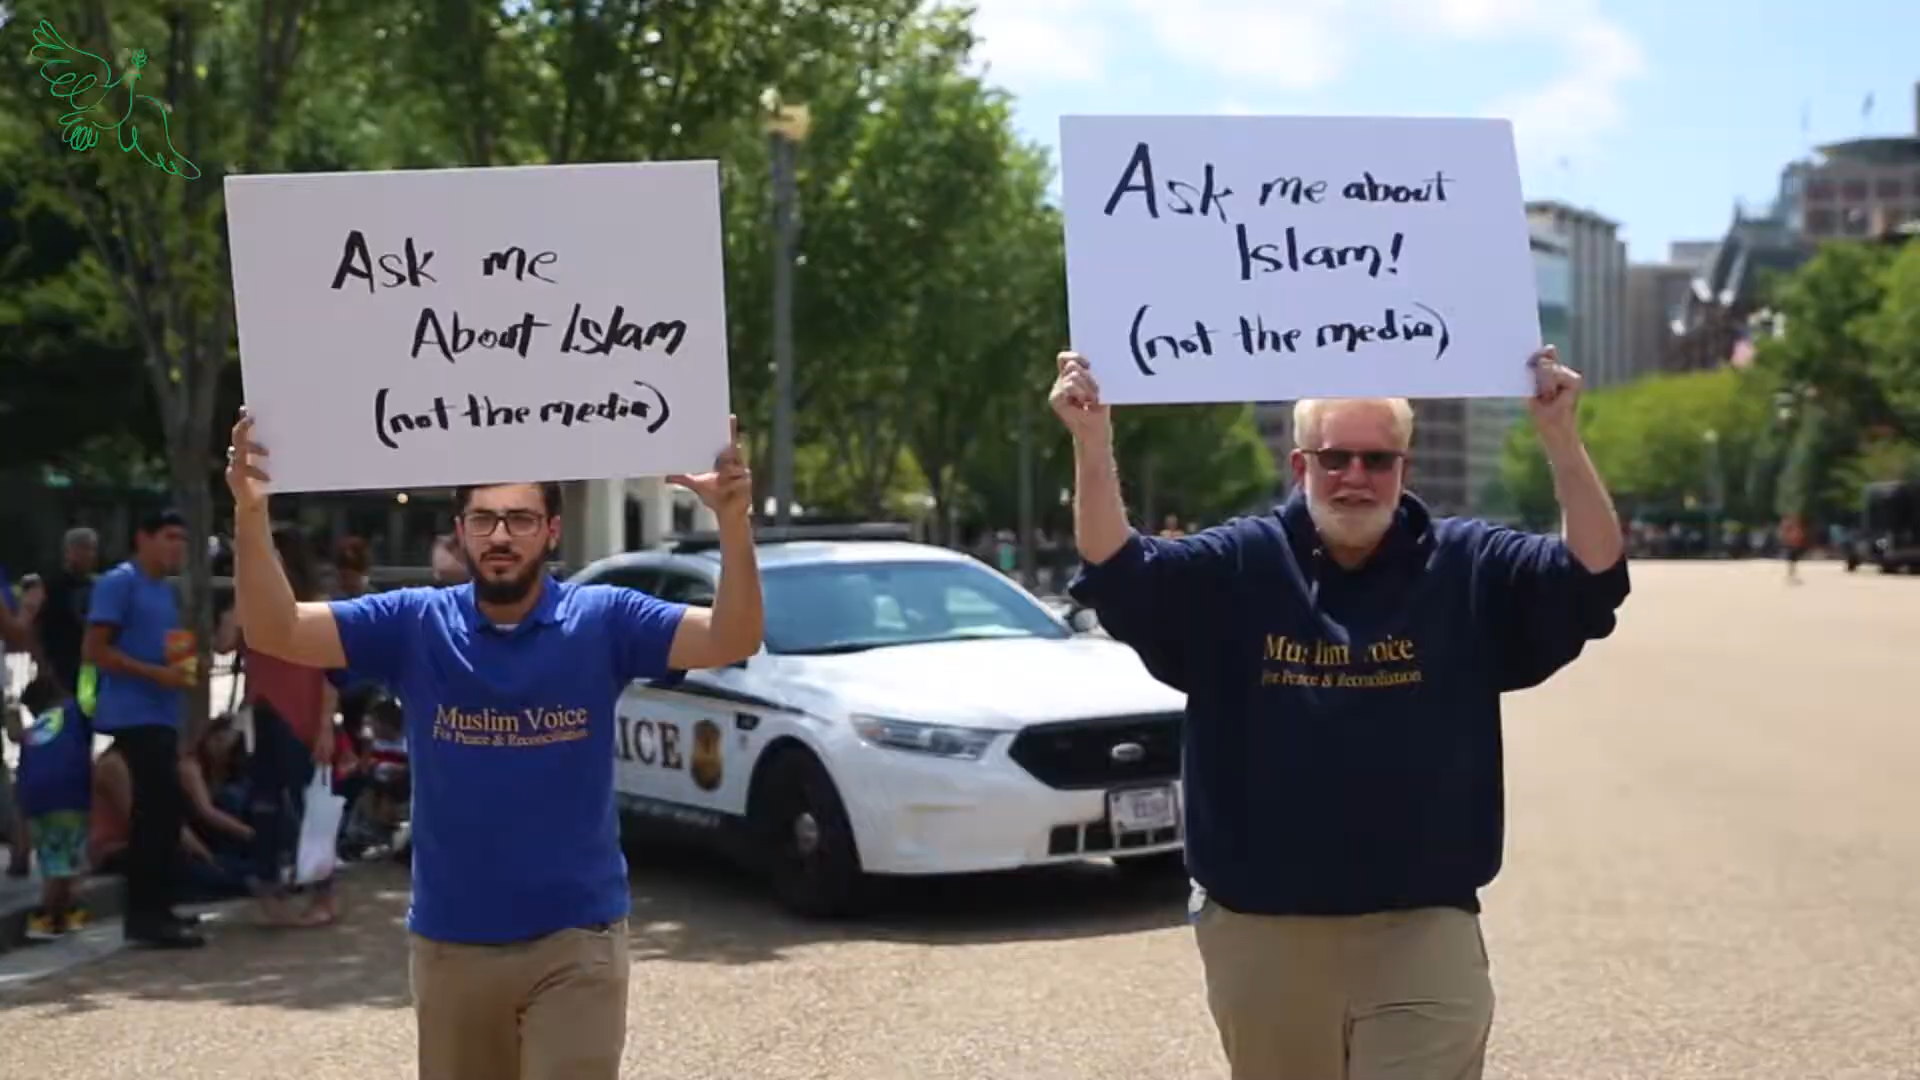 Ask me
About Islam
(not the media)
Ask me about
Islam!
(not the media)
Muslim Voice
For Peace & Reconciliation
Muslim Voice
For Peace & Reconciliation
ICE